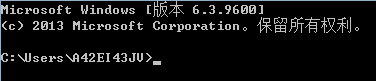 Microsoft Windows [版本 6.3.9600]
(c) 2013 Microsoft Corporation。保留所有权利。
C:\Users\A42EI43JV>